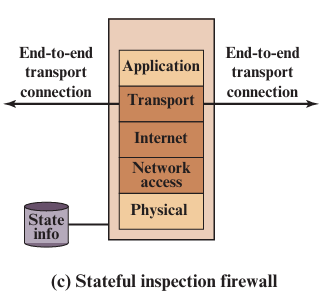 End-to-end
transport
connection
End-to-end
transport
connection
Application
Transport
Internet
Network
access
Physical
State
info
(c) Stateful inspection firewall